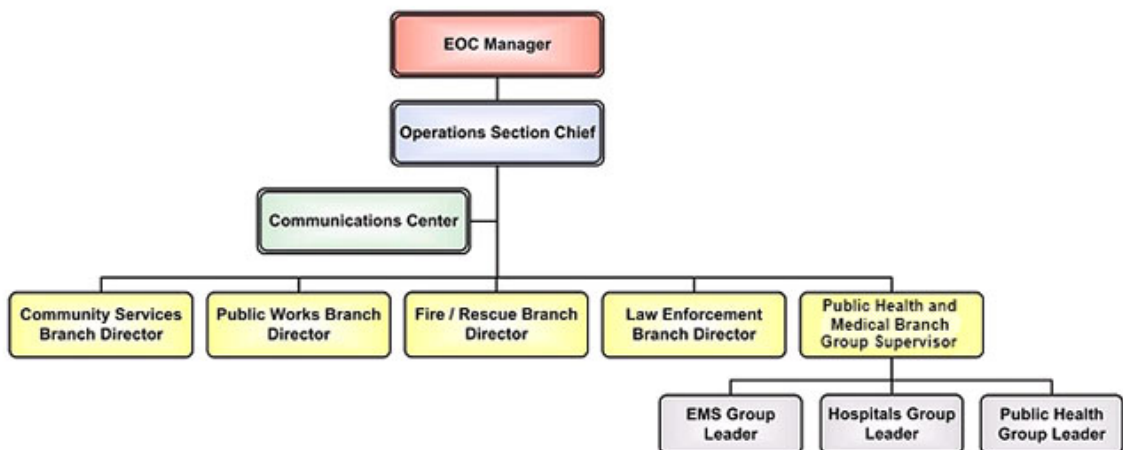 EOC Manager
Operations Section Chief
Communications Center
Community Services
Branch Director
Public Works Branch
Director
Fire / Rescue Branch
Director
Law Enforcement
Branch Director
Public Health and
Medical Branch
Group Supervisor
EMS Group
Leader
Hospitals Group
Leader
Public Health
Group Leader